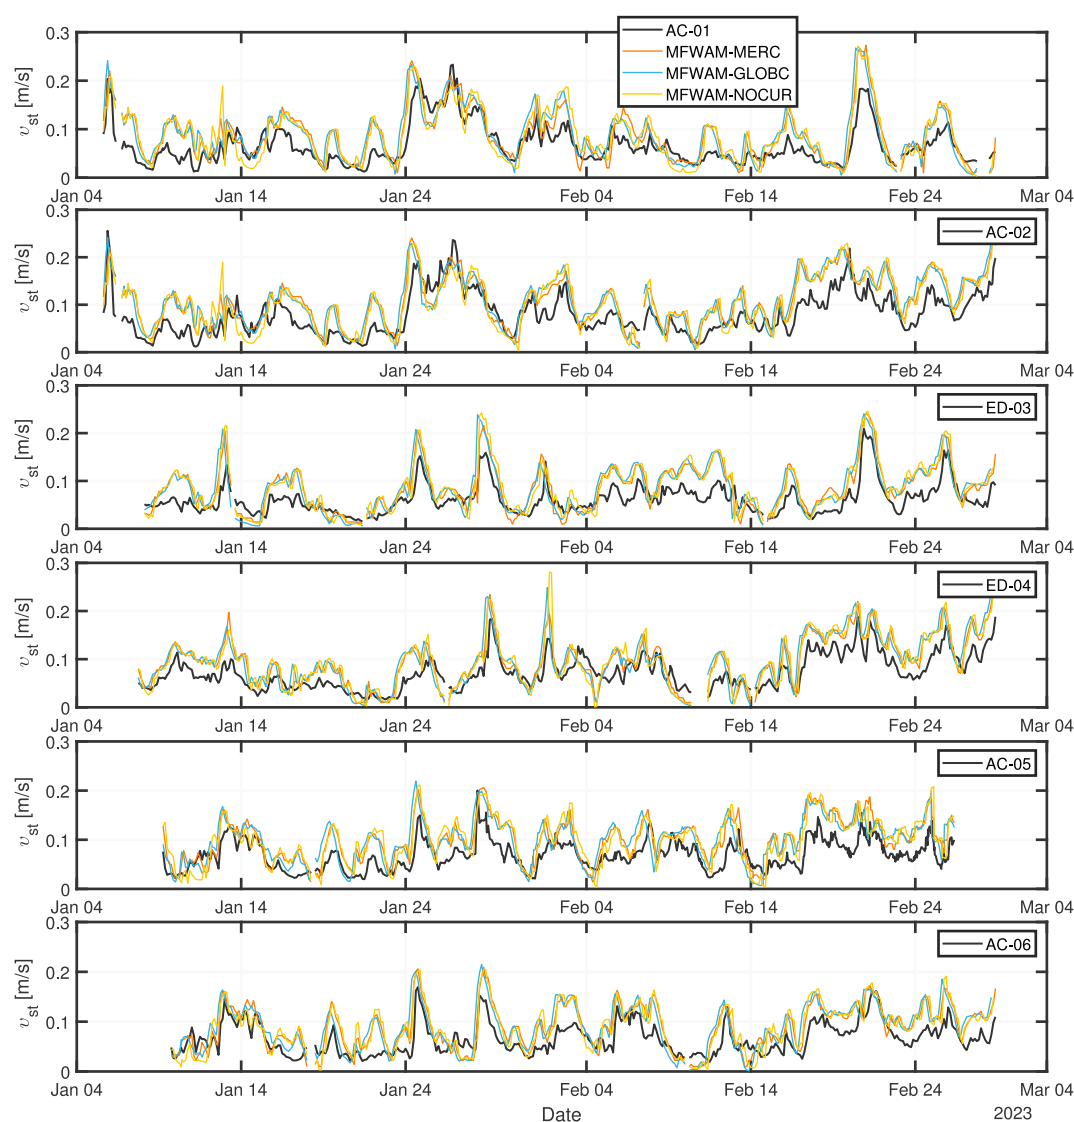 AC-01
MFWAM-MERC
MFWAM-GLOBC
MFWAM-NOCUR
0.3
0.2
0.1
0
v_st [m/s]
Jan 04 Jan 14 Jan 24 Feb 04 Feb 14 Feb 24 Mar 04
AC-02
0.3
0.2
0.1
0
v_st [m/s]
Jan 04 Jan 14 Jan 24 Feb 04 Feb 14 Feb 24 Mar 04
ED-03
0.3
0.2
0.1
0
v_st [m/s]
Jan 04 Jan 14 Jan 24 Feb 04 Feb 14 Feb 24 Mar 04
ED-04
0.3
0.2
0.1
0
v_st [m/s]
Jan 04 Jan 14 Jan 24 Feb 04 Feb 14 Feb 24 Mar 04
AC-05
0.3
0.2
0.1
0
v_st [m/s]
Jan 04 Jan 14 Jan 24 Feb 04 Feb 14 Feb 24 Mar 04
AC-06
0.3
0.2
0.1
0
v_st [m/s]
Jan 04 Jan 14 Jan 24 Feb 04 Feb 14 Feb 24 Mar 04
Date
2023